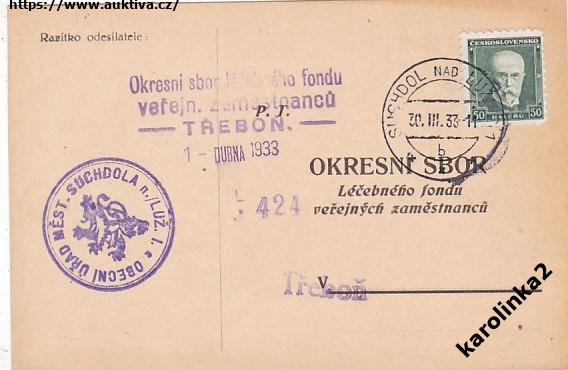 https://www.auktiva.cz/
Razítko odesílatele:
Okresní sbor léčebného fondu
veřejn. zaměstnanců
— TŘEBOŇ. —
1 - DUBNA 1933
424
P. J.
OKRESNÍ SBOR
Léčebného fondu
veřejných zaměstnanců
V
Třeboň
ČESKOSLOVENSKO
50 HALÉŘŮ 50
SUCHDOL NAD LUŽ
30. III. 33
b
OBECNÍ ÚŘAD MĚST. SUCHDOLA n./LUŽ. I.
karolinka2